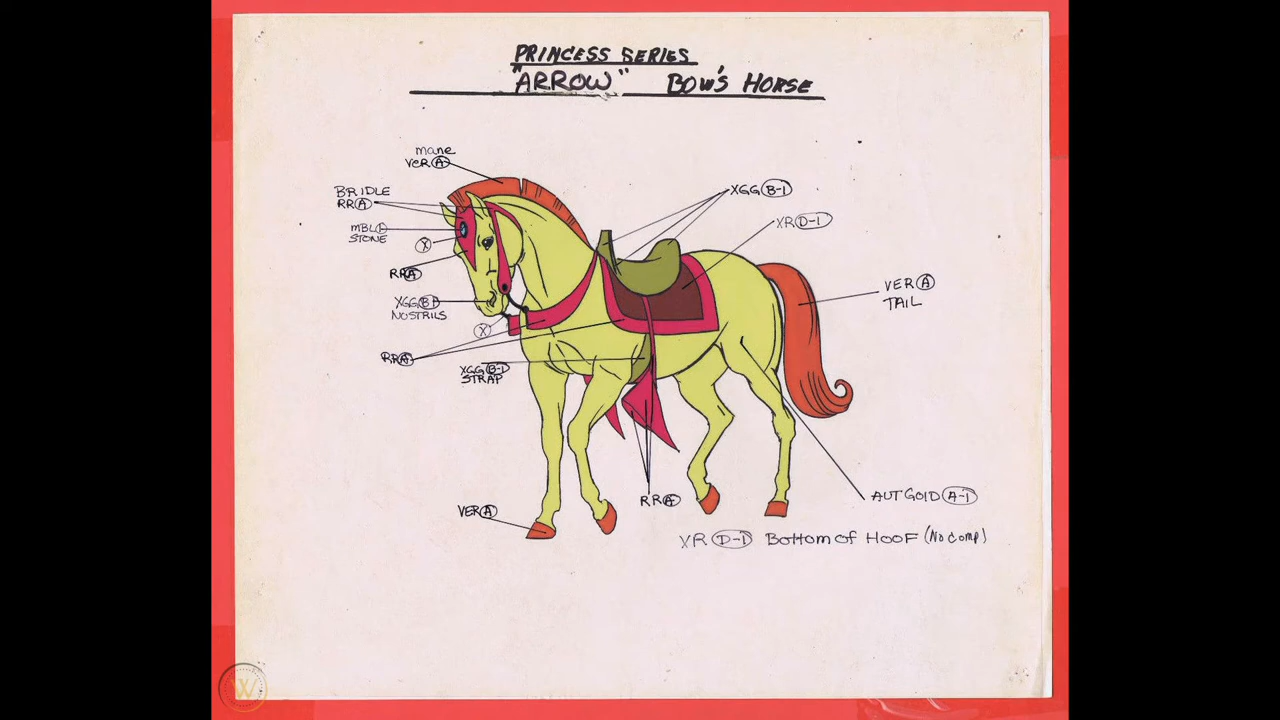 PRINCESS SERIES
"ARROW" BOW'S HORSE
mane
VER A
BRIDLE
RR A
MBL
STONE
X
RR A
XGG B-1
NOSTRILS
X
RR A
XGG B-1
STRAP
VER A
RR A
XGG B-1
XR D-1
VER A
TAIL
AUT GOLD A-1
XR D-1 Bottom of HOOF (No comp)
W